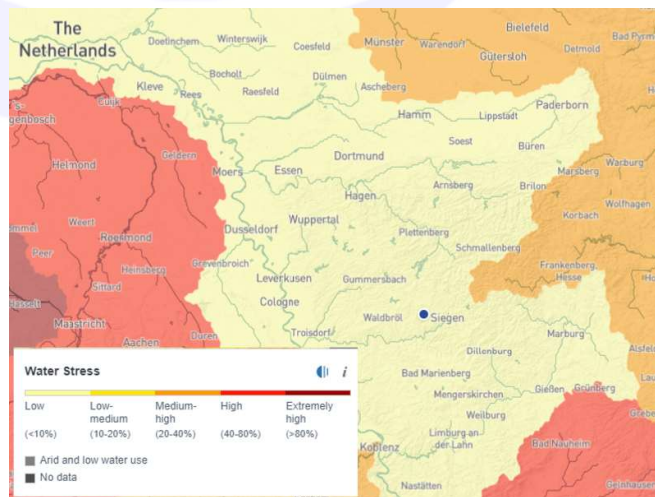 The
Netherlands
Doetinchem
Winterswijk
Coesfeld
Münster
Warendorf
Bielefeld
Gütersloh
Detmold
Bad Pyrm
Bocholt
Kleve
Rees
Raesfeld
Dülmen
Ascheberg
Cuijk
's-
genbosch
Hamm
Lippstadt
Paderborn
Helmond
Geldern
Moers
Essen
Dortmund
Soest
Büren
Marsberg
Warburg
Hagen
Arnsberg
Brilon
Weert
Roermond
Dusseldorf
Wuppertal
Plettenberg
Korbach
Wolfhagen
Peer
Heinsberg
Grevenbroich
Schmallenberg
Sittard
Leverkusen
Gummersbach
Frankenberg,
Hesse
Hasselt
Cologne
Maastricht
Aachen
Düren
Troisdorf
Waldbröl
Siegen
Marburg
Dillenburg
Alsfel
Bad Marienberg
Mengerskirchen
Gießen
Grünberg
Weilburg
Limburg an
der Lahn
Koblenz
Bad Nauheim
Nastätten
Gelnhausen
Water Stress
i
Low
Low-
medium
Medium-
high
High
Extremely
high
(<10%)
(10-20%)
(20-40%)
(40-80%)
(>80%)
Arid and low water use
No data